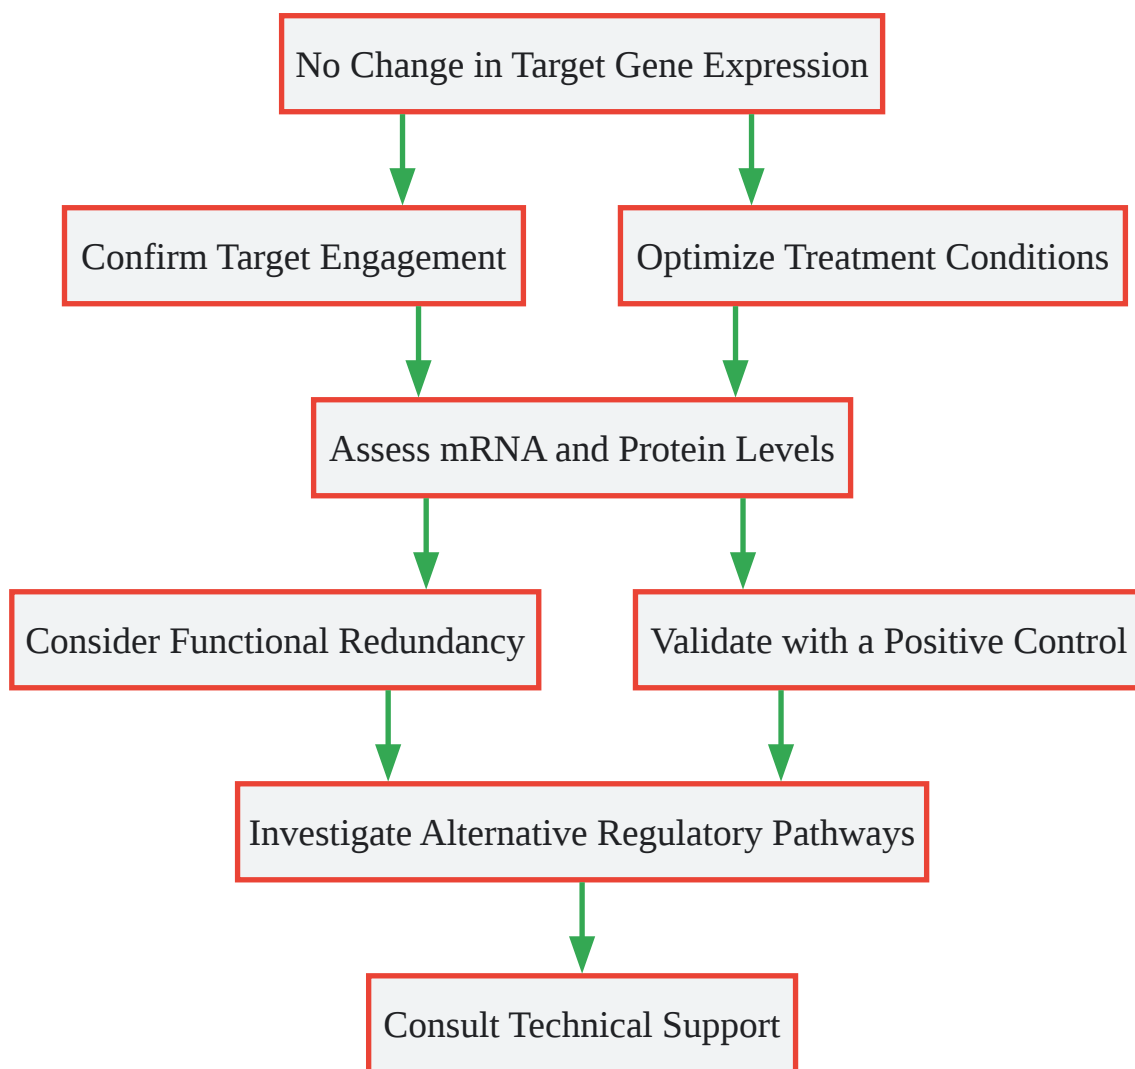 No Change in Target Gene Expression
Confirm Target Engagement
Optimize Treatment Conditions
Assess mRNA and Protein Levels
Consider Functional Redundancy
Validate with a Positive Control
Investigate Alternative Regulatory Pathways
Consult Technical Support